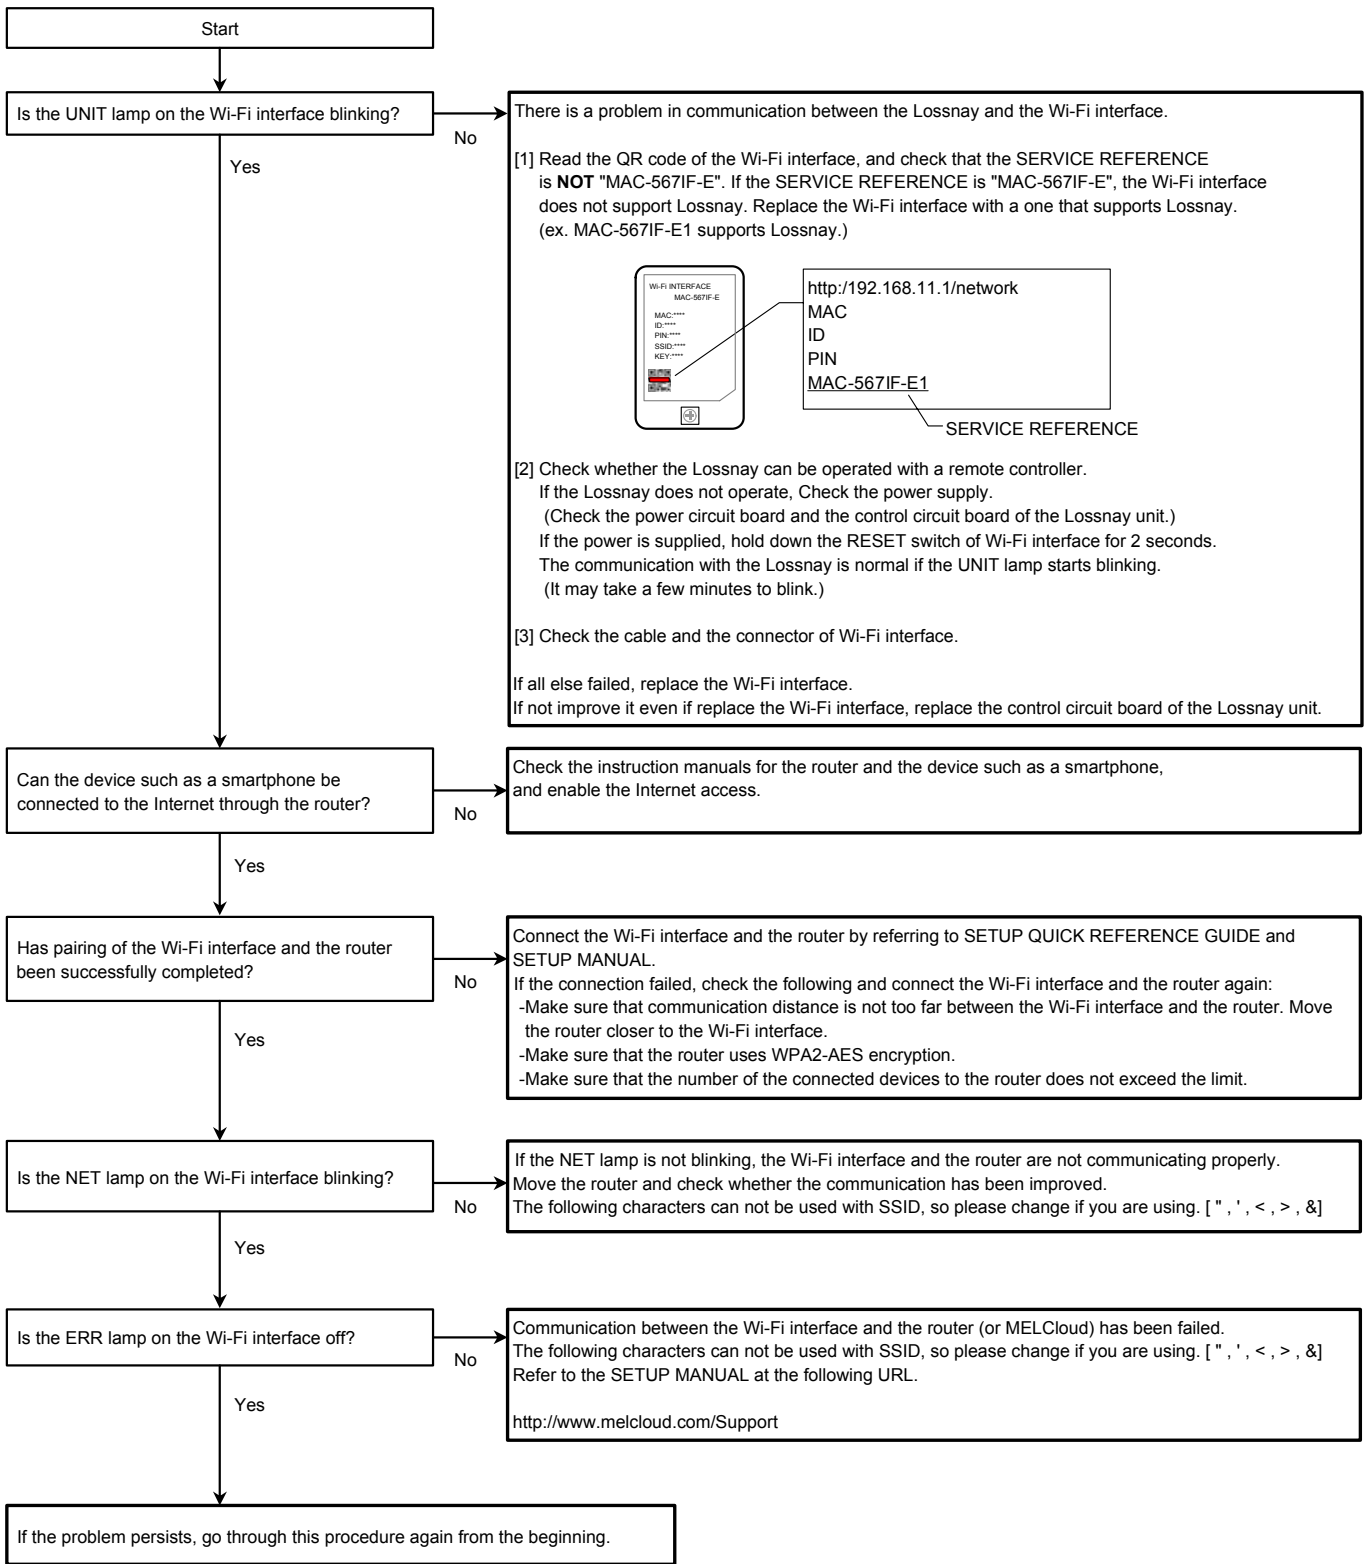 Start
Is the UNIT lamp on the Wi-Fi interface blinking?
No
Yes
There is a problem in communication between the Lossnay and the Wi-Fi interface.
[1] Read the QR code of the Wi-Fi interface, and check that the SERVICE REFERENCE
is NOT "MAC-567IF-E". If the SERVICE REFERENCE is "MAC-567IF-E", the Wi-Fi interface
does not support Lossnay. Replace the Wi-Fi interface with a one that supports Lossnay.
(ex. MAC-567IF-E1 supports Lossnay.)
Wi-Fi INTERFACE
MAC-567IF-E
MAC:****
ID:****
PIN:****
SSID:****
KEY:****
http:/192.168.11.1/network
MAC
ID
PIN
MAC-567IF-E1
SERVICE REFERENCE
[2] Check whether the Lossnay can be operated with a remote controller.
If the Lossnay does not operate, Check the power supply.
(Check the power circuit board and the control circuit board of the Lossnay unit.)
If the power is supplied, hold down the RESET switch of Wi-Fi interface for 2 seconds.
The communication with the Lossnay is normal if the UNIT lamp starts blinking.
(It may take a few minutes to blink.)
[3] Check the cable and the connector of Wi-Fi interface.
If all else failed, replace the Wi-Fi interface.
If not improve it even if replace the Wi-Fi interface, replace the control circuit board of the Lossnay unit.
Can the device such as a smartphone be
connected to the Internet through the router?
No
Yes
Check the instruction manuals for the router and the device such as a smartphone,
and enable the Internet access.
Has pairing of the Wi-Fi interface and the router
been successfully completed?
No
Yes
Connect the Wi-Fi interface and the router by referring to SETUP QUICK REFERENCE GUIDE and
SETUP MANUAL.
If the connection failed, check the following and connect the Wi-Fi interface and the router again:
-Make sure that communication distance is not too far between the Wi-Fi interface and the router. Move
the router closer to the Wi-Fi interface.
-Make sure that the router uses WPA2-AES encryption.
-Make sure that the number of the connected devices to the router does not exceed the limit.
Is the NET lamp on the Wi-Fi interface blinking?
No
Yes
If the NET lamp is not blinking, the Wi-Fi interface and the router are not communicating properly.
Move the router and check whether the communication has been improved.
The following characters can not be used with SSID, so please change if you are using. [ " , ' , < , > , &]
Is the ERR lamp on the Wi-Fi interface off?
No
Yes
Communication between the Wi-Fi interface and the router (or MELCloud) has been failed.
The following characters can not be used with SSID, so please change if you are using. [ " , ' , < , > , &]
Refer to the SETUP MANUAL at the following URL.
http://www.melcloud.com/Support
If the problem persists, go through this procedure again from the beginning.